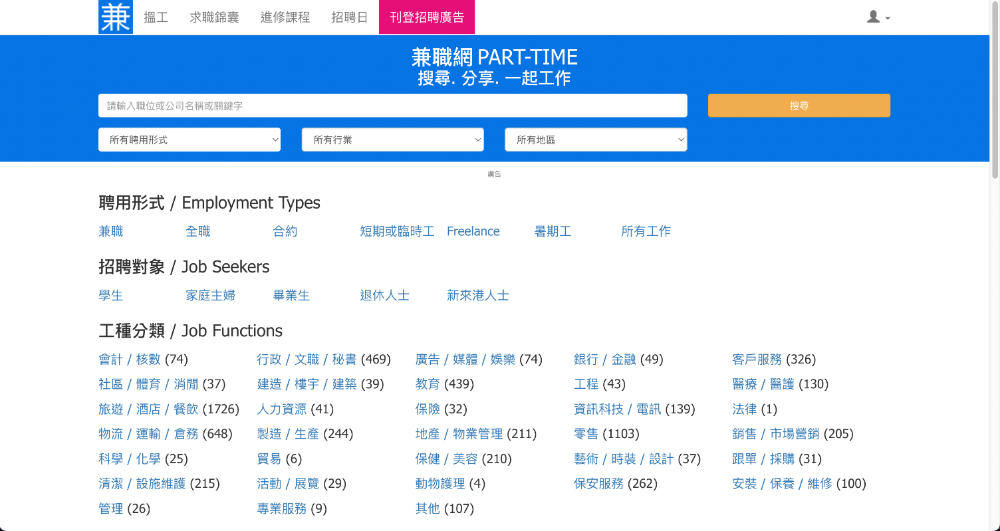 兼 搵工 求職錦囊 進修課程 招聘日 刊登招聘廣告
兼職網 PART-TIME
搜尋. 分享. 一起工作
請輸入職位或公司名稱或關鍵字 搜尋
所有聘用形式 所有行業 所有地區
廣告
聘用形式 / Employment Types
兼職 全職 合約 短期或臨時工 Freelance 暑期工 所有工作
招聘對象 / Job Seekers
學生 家庭主婦 畢業生 退休人士 新來港人士
工種分類 / Job Functions
會計 / 核數 (74) 行政 / 文職 / 秘書 (469) 廣告 / 媒體 / 娛樂 (74) 銀行 / 金融 (49) 客戶服務 (326)
社區 / 體育 / 消閒 (37) 建造 / 樓宇 / 建築 (39) 教育 (439) 工程 (43) 醫療 / 醫護 (130)
旅遊 / 酒店 / 餐飲 (1726) 人力資源 (41) 保險 (32) 資訊科技 / 電訊 (139) 法律 (1)
物流 / 運輸 / 倉務 (648) 製造 / 生產 (244) 地產 / 物業管理 (211) 零售 (1103) 銷售 / 市場營銷 (205)
科學 / 化學 (25) 貿易 (6) 保健 / 美容 (210) 藝術 / 時裝 / 設計 (37) 跟單 / 採購 (31)
清潔 / 設施維護 (215) 活動 / 展覽 (29) 動物護理 (4) 保安服務 (262) 安裝 / 保養 / 維修 (100)
管理 (26) 專業服務 (9) 其他 (107)